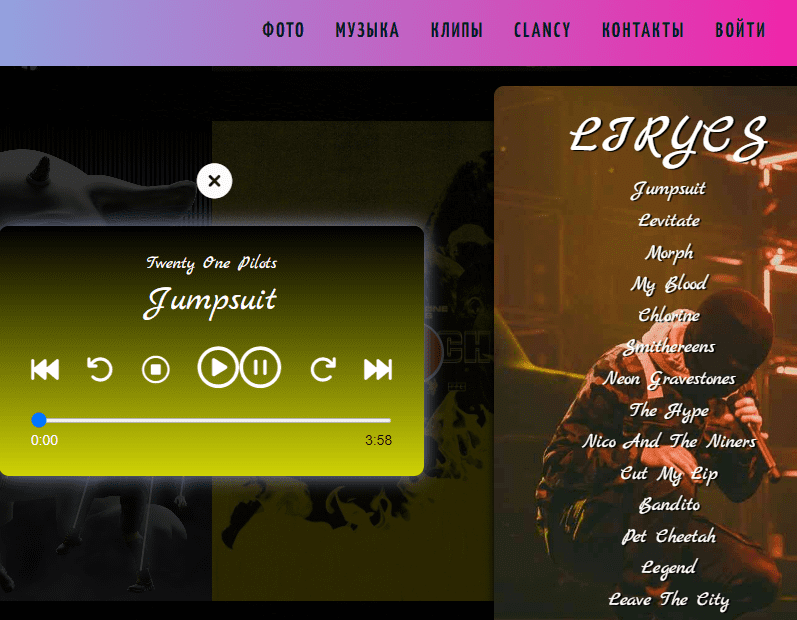 ФОТО МУЗЫКА КЛИПЫ CLANCY КОНТАКТЫ ВОЙТИ
Twenty One Pilots
Jumpsuit
0:00 3:58
LIRYCS
Jumpsuit
Levitate
Morph
My Blood
Chlorine
Smithereens
Neon Gravestones
The Hype
Nico And The Niners
Cut My Lip
Bandito
Pet Cheetah
Legend
Leave The City